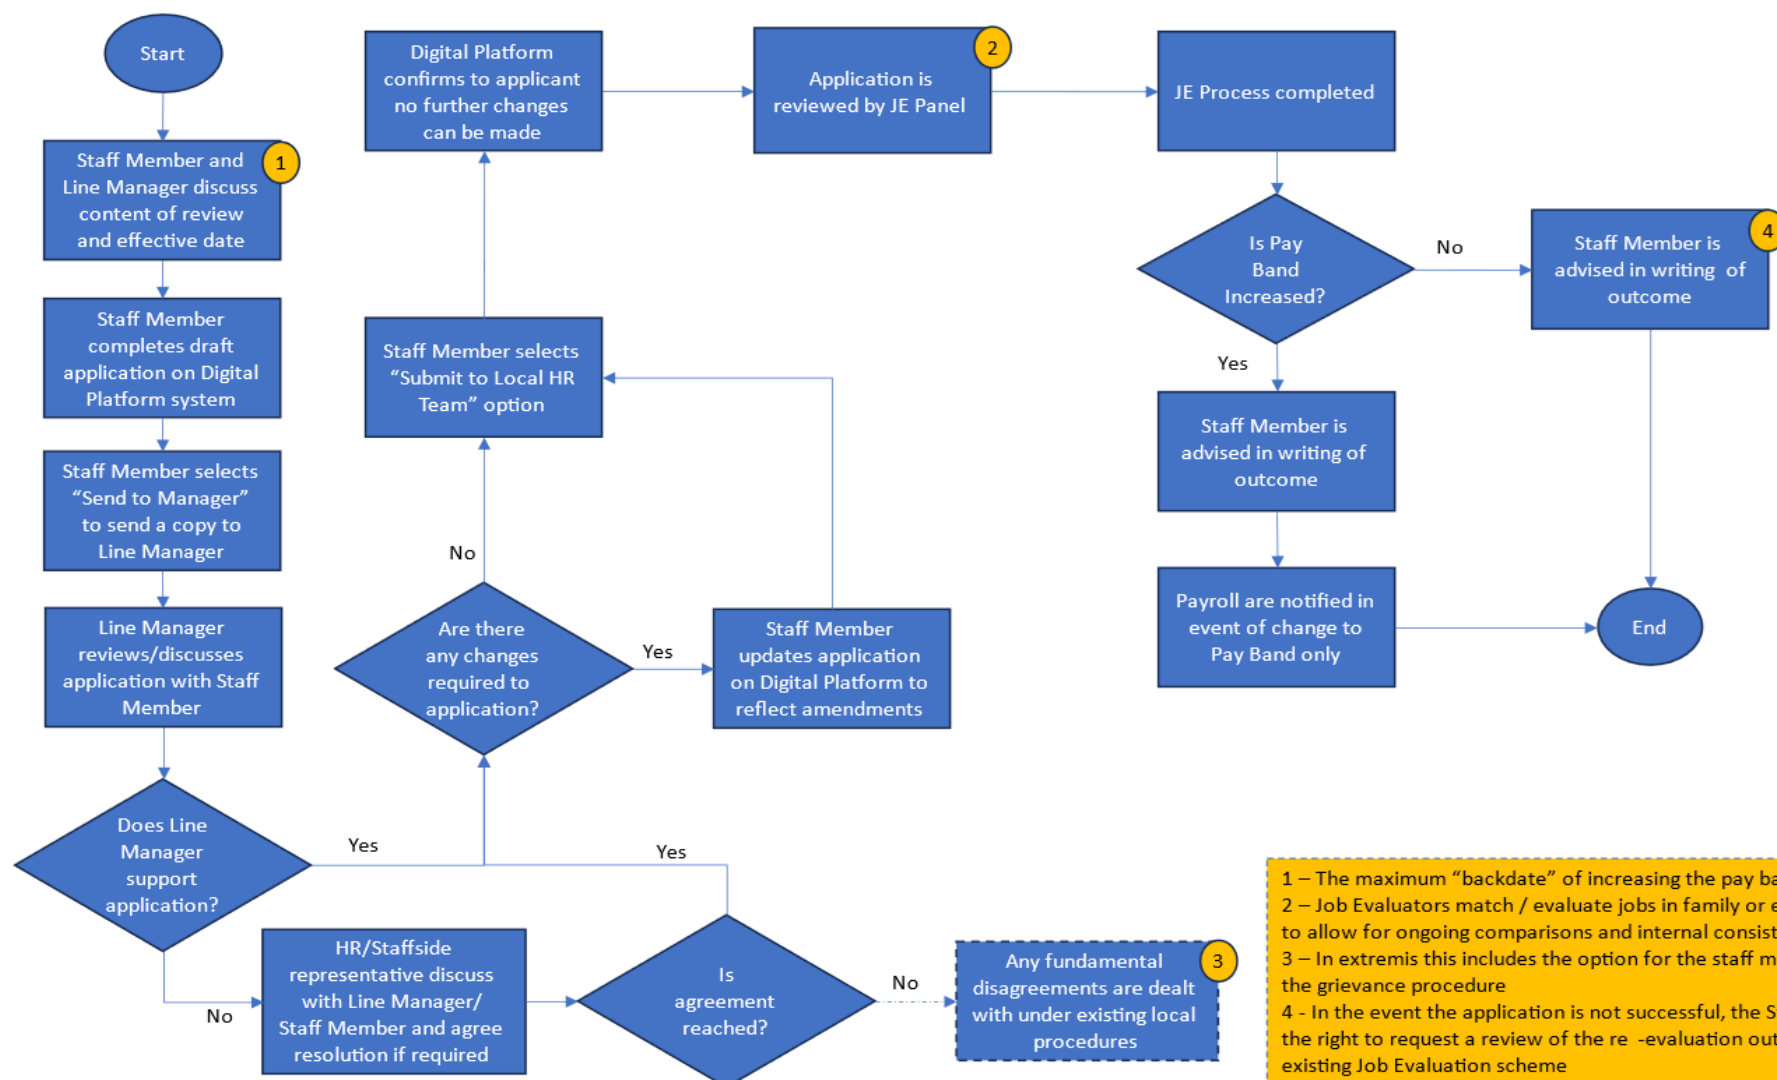 Start
Staff Member and
Line Manager discuss
content of review
and effective date
1
Staff Member
completes draft
application on Digital
Platform system
Staff Member selects
“Send to Manager”
to send a copy to
Line Manager
Line Manager
reviews/discusses
application with Staff
Member
Does Line
Manager
support
application?
Yes
No
HR/Staffside
representative discuss
with Line Manager/
Staff Member and agree
resolution if required
Is
agreement
reached?
Yes
No
Any fundamental
disagreements are dealt
with under existing local
procedures
3
Are there
any changes
required to
application?
Yes
No
Staff Member
updates application
on Digital Platform to
reflect amendments
Staff Member selects
“Submit to Local HR
Team” option
Digital Platform
confirms to applicant
no further changes
can be made
Application is
reviewed by JE Panel
2
JE Process completed
Is Pay
Band
Increased?
No
Staff Member is
advised in writing of
outcome
4
Yes
Staff Member is
advised in writing of
outcome
Payroll are notified in
event of change to
Pay Band only
End
1 – The maximum “backdate” of increasing the pay
2 – Job Evaluators match / evaluate jobs in family or
to allow for ongoing comparisons and internal
3 – In extremis this includes the option for the staff
the grievance procedure
4 - In the event the application is not successful, the
the right to request a review of the re -evaluation
existing Job Evaluation scheme